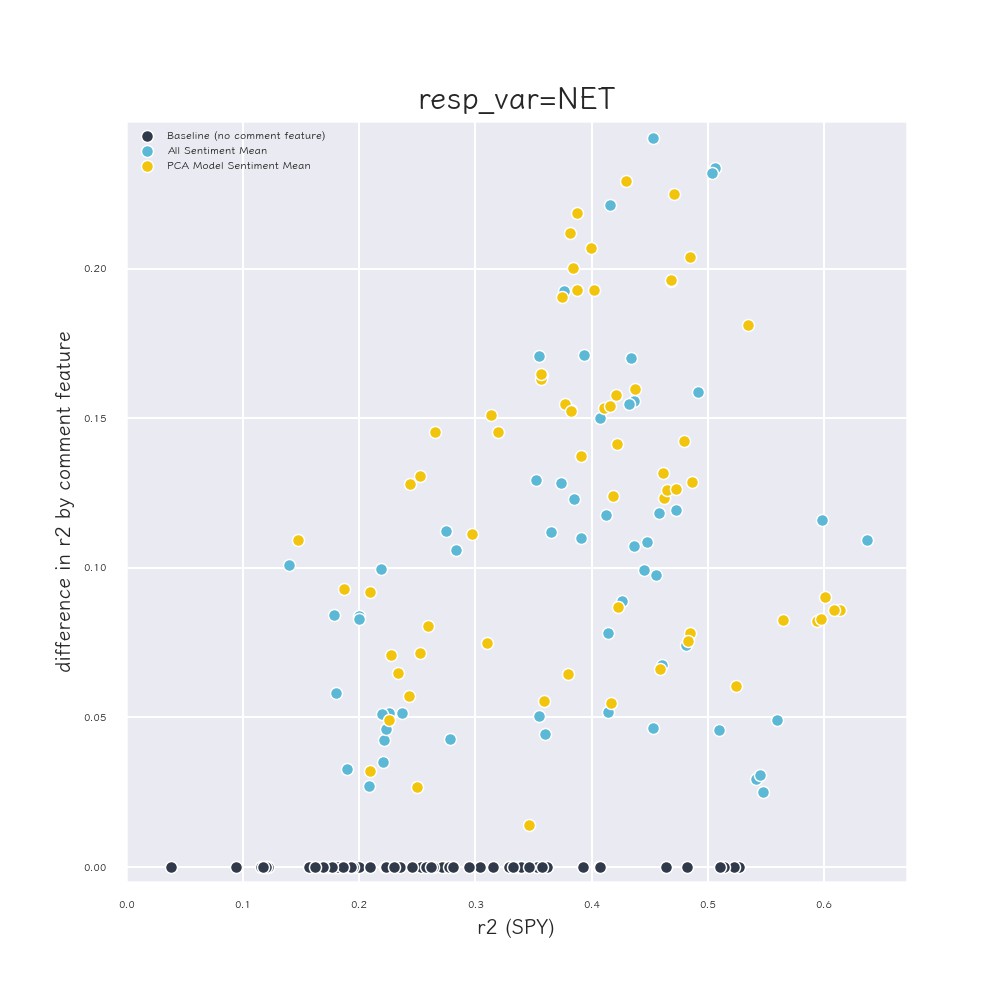 resp_var=NET
Baseline (no comment feature)
All Sentiment Mean
PCA Model Sentiment Mean
difference in r2 by comment feature
0.20
0.15
0.10
0.05
0.00
0.0 0.1 0.2 0.3 0.4 0.5 0.6
r2 (SPY)